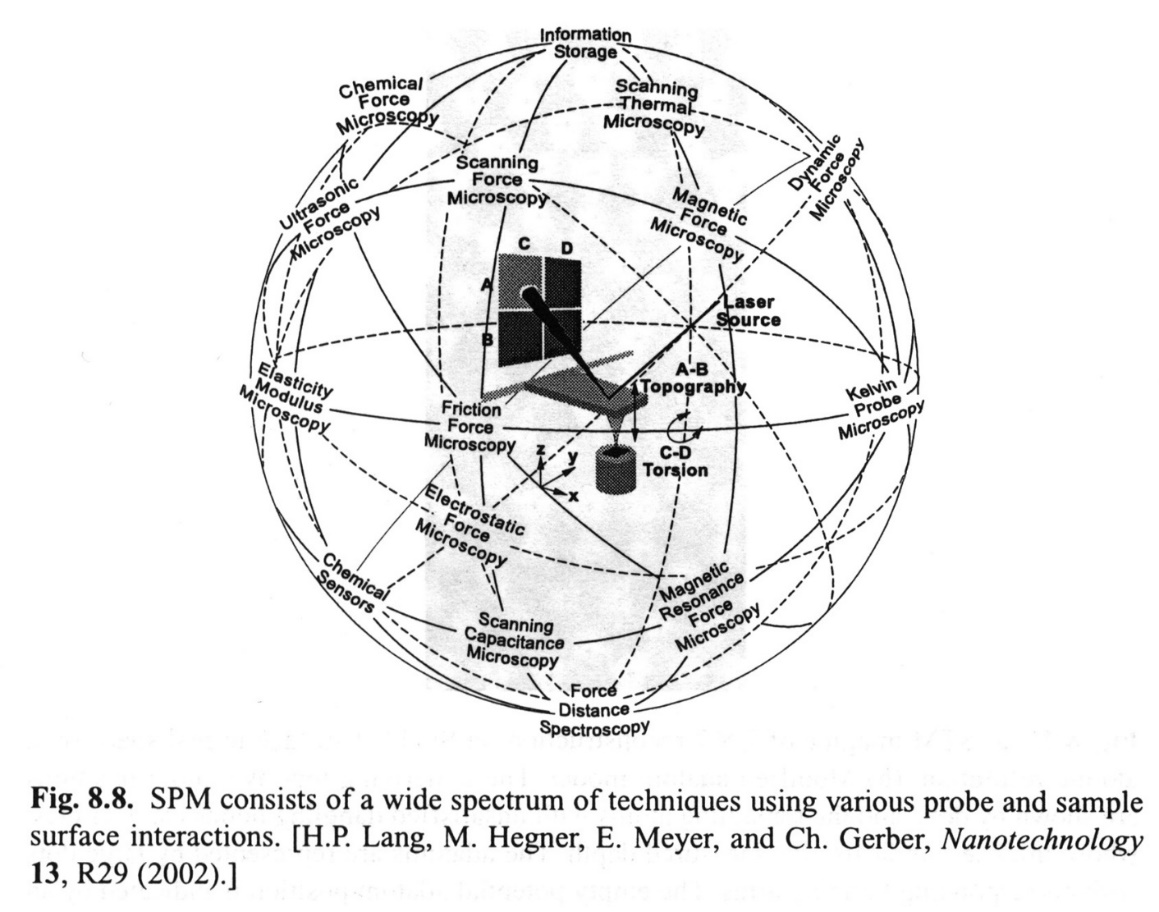 Information
Storage
Chemical
Force
Microscopy
Scanning
Thermal
Microscopy
Dynamic
Force
Microscopy
Scanning
Force
Microscopy
Ultrasonic
Force
Microscopy
Magnetic
Force
Microscopy
C D
A
B
Laser
Source
A-B
Topography
Elasticity
Modulus
Microscopy
Kelvin
Probe
Microscopy
Friction
Force
Microscopy
z
y
x
C-D
Torsion
Electrostatic
Force
Microscopy
Chemical
Sensors
Magnetic
Resonance
Force
Microscopy
Scanning
Capacitance
Microscopy
Force
Distance
Spectroscopy
Fig. 8.8. SPM consists of a wide spectrum of techniques using various probe and sample
surface interactions. [H.P. Lang, M. Hegner, E. Meyer, and Ch. Gerber, Nanotechnology
13, R29 (2002).]